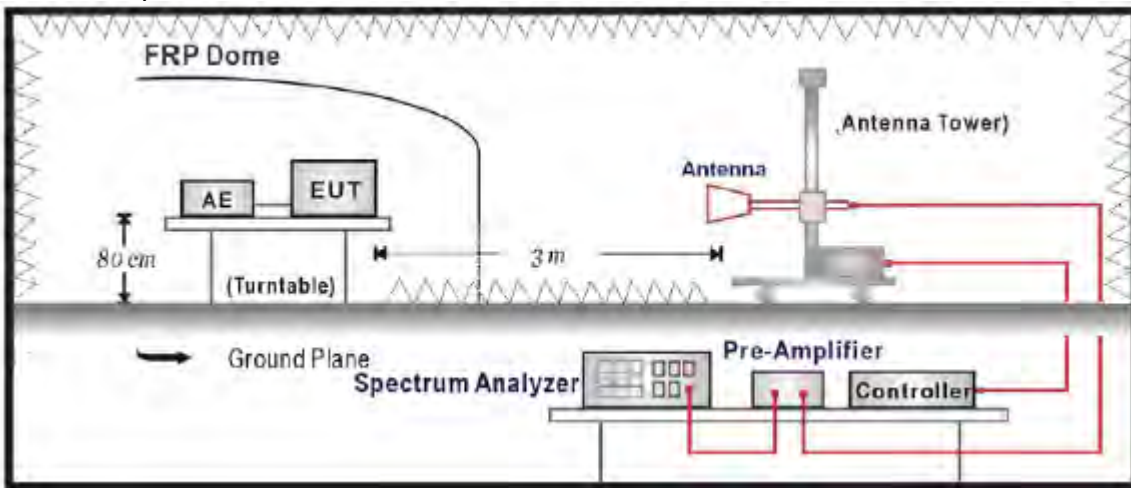 FRP Dome
,Antenna Tower)
Antenna
AE
EUT
80 cm
3 m
(Turntable)
Ground Plane
Pre-Amplifier
Spectrum Analyzer
Controller